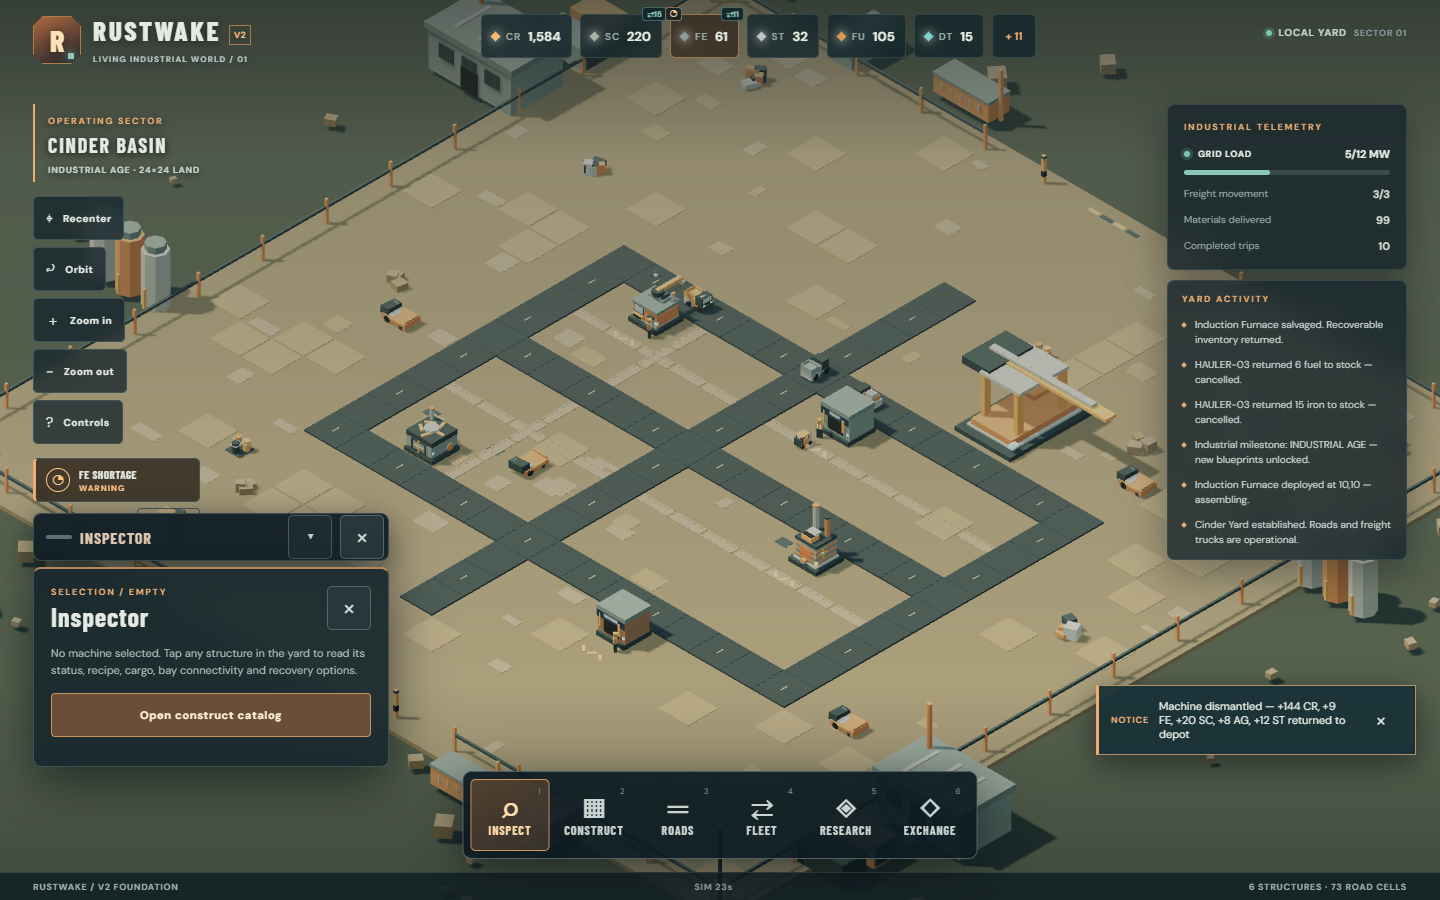 R
RUSTWAKE V2
LIVING INDUSTRIAL WORLD / 01
CR 1,584
SC 220
⇄15
FE 61
⇄11
ST 32
FU 105
DT 15
+11
LOCAL YARD SECTOR 01
OPERATING SECTOR
CINDER BASIN
INDUSTRIAL AGE · 24×24 LAND
Recenter
Orbit
+ Zoom in
− Zoom out
? Controls
FE SHORTAGE
WARNING
INSPECTOR ▼ ×
SELECTION / EMPTY
Inspector ×
No machine selected. Tap any structure in the yard to read its
status, recipe, cargo, bay connectivity and recovery options.
Open construct catalog
INDUSTRIAL TELEMETRY
GRID LOAD 5/12 MW
Freight movement 3/3
Materials delivered 99
Completed trips 10
YARD ACTIVITY
Induction Furnace salvaged. Recoverable
inventory returned.
HAULER-03 returned 6 fuel to stock —
cancelled.
HAULER-03 returned 15 iron to stock —
cancelled.
Industrial milestone: INDUSTRIAL AGE —
new blueprints unlocked.
Induction Furnace deployed at 10,10 —
assembling.
Cinder Yard established. Roads and freight
trucks are operational.
NOTICE
Machine dismantled — +144 CR, +9
FE, +20 SC, +8 AG, +12 ST returned to
depot
×
1 INSPECT
2 CONSTRUCT
3 ROADS
4 FLEET
5 RESEARCH
6 EXCHANGE
RUSTWAKE / V2 FOUNDATION
SIM 23s
6 STRUCTURES · 73 ROAD CELLS